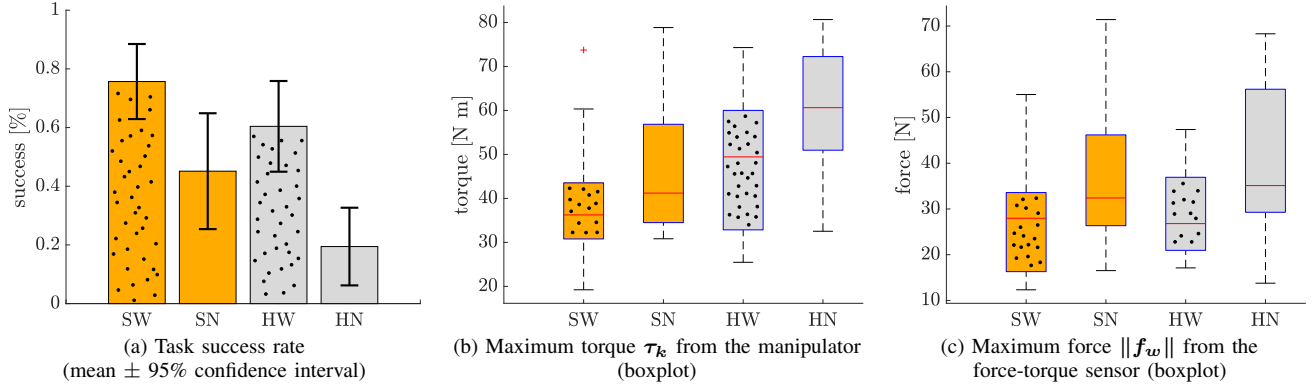 1
0.8
0.6
0.4
0.2
0
success [%]
SW SN HW HN
(a) Task success rate
(mean ± 95% confidence interval)
80
70
60
50
40
30
20
torque [N m]
SW SN HW HN
(b) Maximum torque τₖ from the manipulator
(boxplot)
70
60
50
40
30
20
10
force [N]
SW SN HW HN
(c) Maximum force ‖f_w‖ from the
force-torque sensor (boxplot)